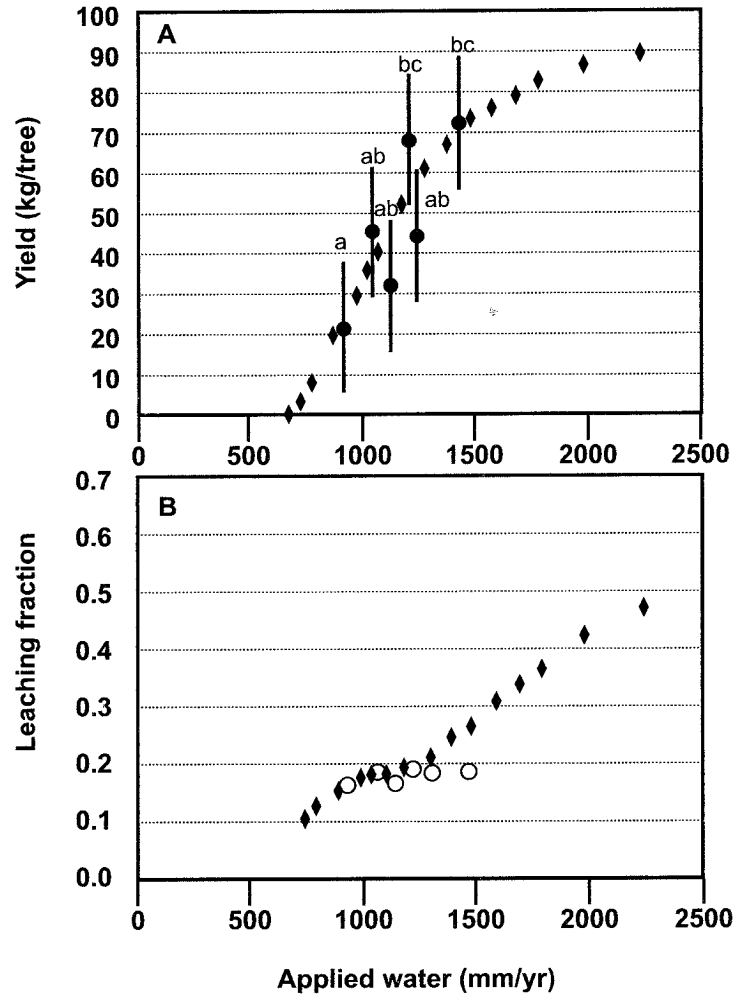 A
Yield (kg/tree)
100
90
80
70
60
50
40
30
20
10
0
a
ab
ab
bc
ab
bc
0 500 1000 1500 2000 2500
B
Leaching fraction
0.7
0.6
0.5
0.4
0.3
0.2
0.1
0.0
0 500 1000 1500 2000 2500
Applied water (mm/yr)